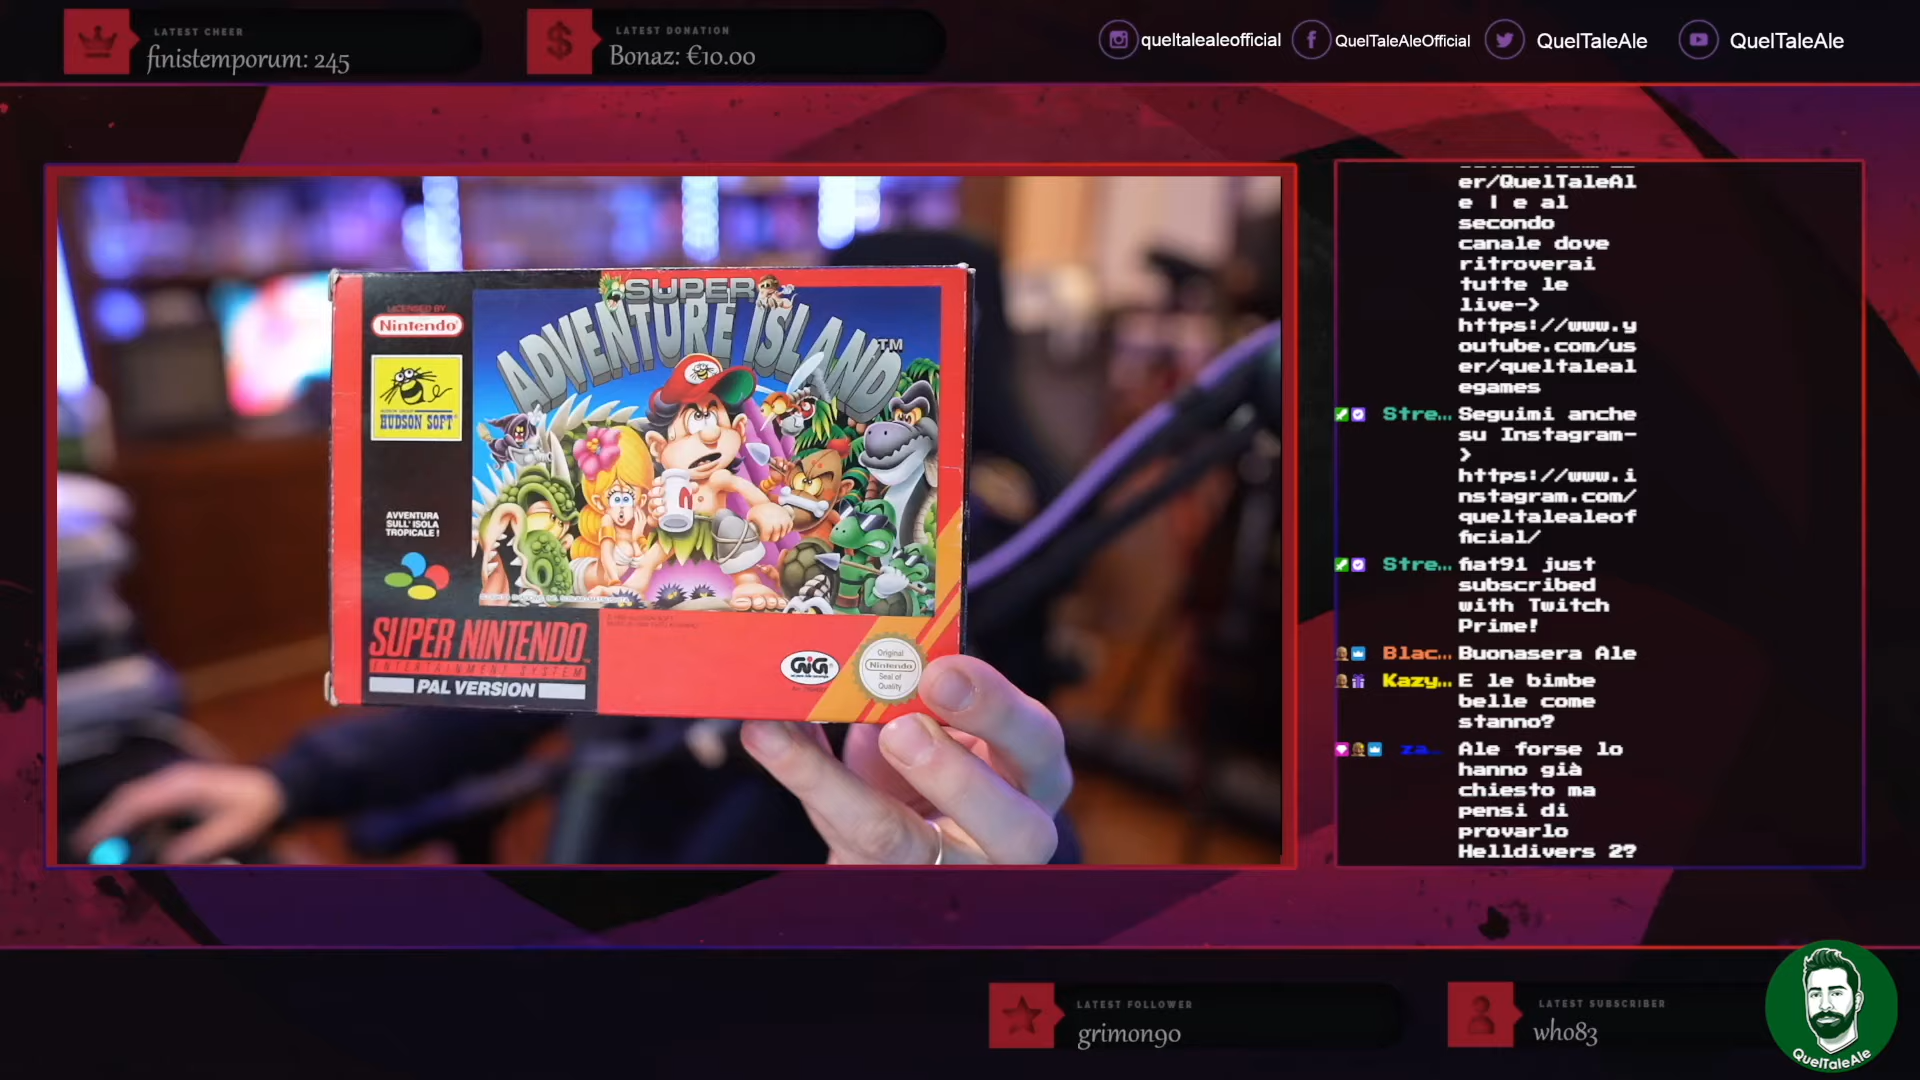 LATEST CHEER
finistemporum: 245
LATEST DONATION
Bonaz: €10.00
queltalealeofficial
QuelTaleAleOfficial
QuelTaleAle
QuelTaleAle
LICENSED BY
Nintendo
HUDSON SOFT
AVVENTURA
SULL'ISOLA
TROPICALE!
SUPER
ADVENTURE ISLAND™
SUPER NINTENDO
ENTERTAINMENT SYSTEM
PAL VERSION
GiG
Original
Nintendo
Seal of
Quality
er/QuelTaleAl
e | e al
secondo
canale dove
ritroverai
tutte le
live->
https://www.y
outube.com/us
er/queltaleal
egames
Stre... Seguimi anche
su Instagram-
>
https://www.i
nstagram.com/
queltalealeof
ficial/
Stre... fiat91 just
subscribed
with Twitch
Prime!
Blac... Buonasera Ale
Kazy... E le bimbe
belle come
stanno?
za... Ale forse lo
hanno già
chiesto ma
pensi di
provarlo
Helldivers 2?
LATEST FOLLOWER
grimon90
LATEST SUBSCRIBER
who83
QuelTaleAle